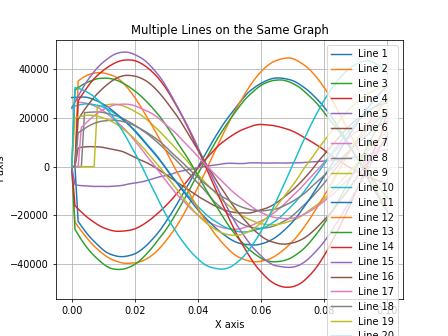 Multiple Lines on the Same Graph
40000
20000
0
−20000
−40000
0.00
0.02
0.04
0.06
X axis
Line 1
Line 2
Line 3
Line 4
Line 5
Line 6
Line 7
Line 8
Line 9
Line 10
Line 11
Line 12
Line 13
Line 14
Line 15
Line 16
Line 17
Line 18
Line 19